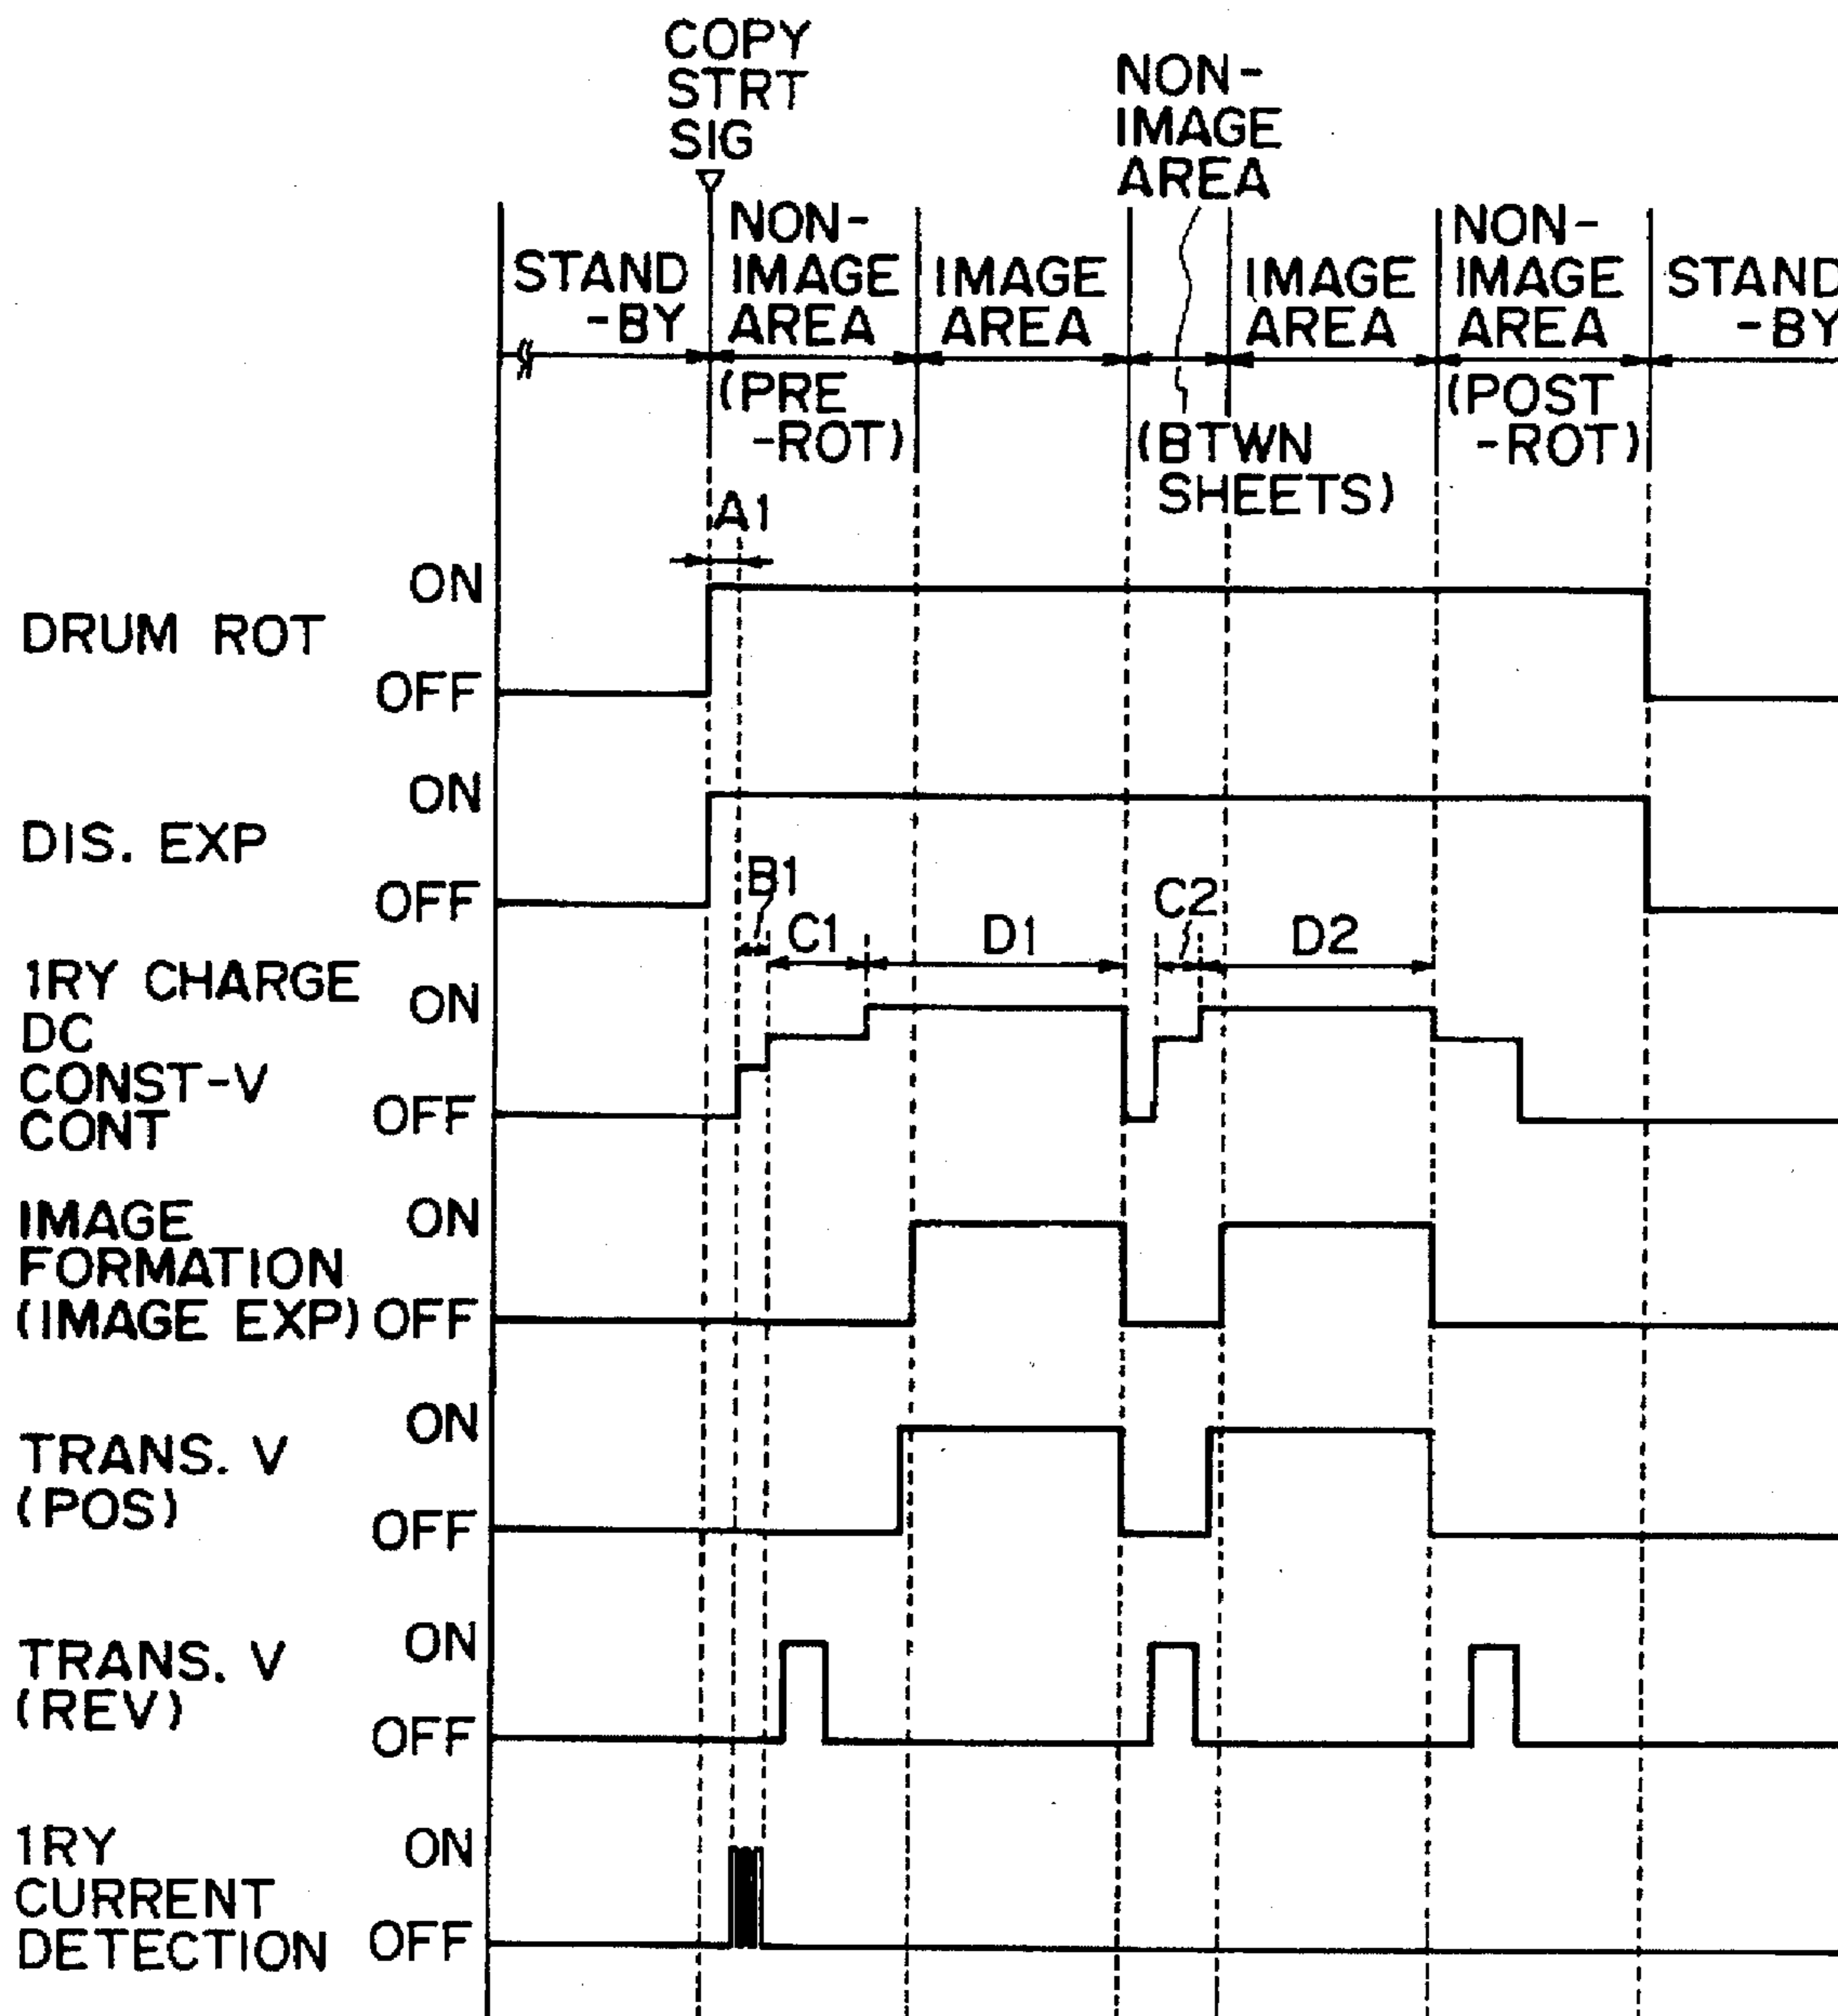 COPY
STRT
SIG
NON-
IMAGE
AREA
STAND
-BY
NON-
IMAGE
AREA
(PRE
-ROT)
IMAGE
AREA
(BTWN
SHEETS)
IMAGE
AREA
NON-
IMAGE
AREA
(POST
-ROT)
STAND
-BY
A1
DRUM ROT
ON
OFF
DIS. EXP
ON
OFF
B1
C1
D1
C2
D2
1RY CHARGE
DC
CONST-V
CONT
ON
OFF
IMAGE
FORMATION
(IMAGE EXP)
ON
OFF
TRANS. V
(POS)
ON
OFF
TRANS. V
(REV)
ON
OFF
1RY
CURRENT
DETECTION
ON
OFF